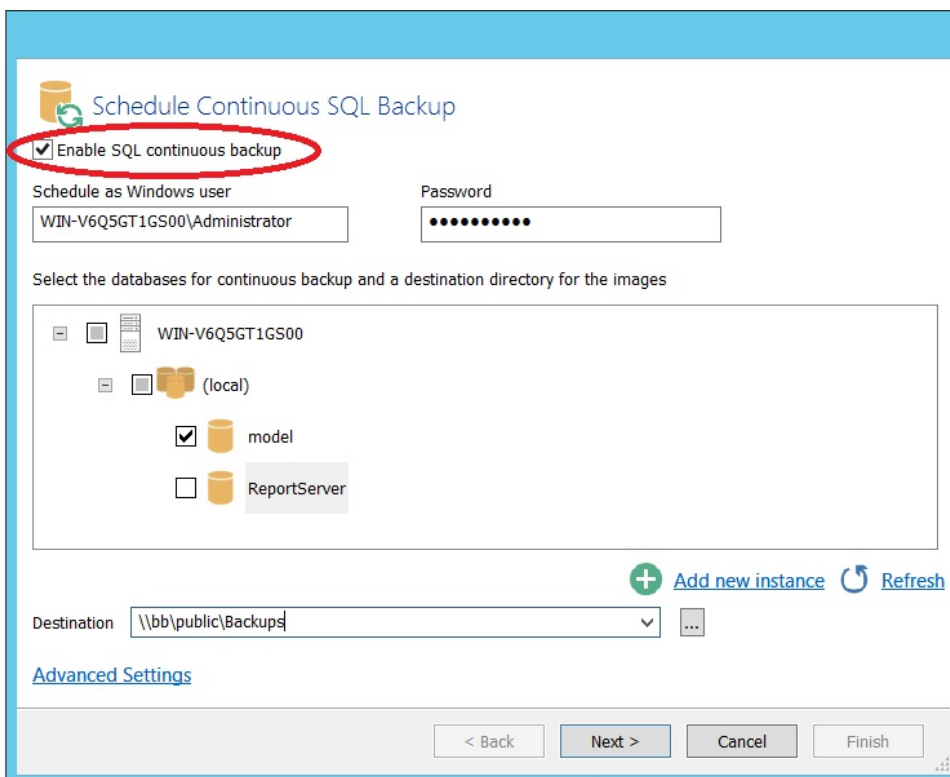 Schedule Continuous SQL Backup
Enable SQL continuous backup
Schedule as Windows user Password
WIN-V6Q5GT1GS00\Administrator ●●●●●●●●●●
Select the databases for continuous backup and a destination directory for the images
WIN-V6Q5GT1GS00
(local)
model
ReportServer
Add new instance Refresh
Destination \\bb\public\Backups ...
Advanced Settings
< Back Next > Cancel Finish